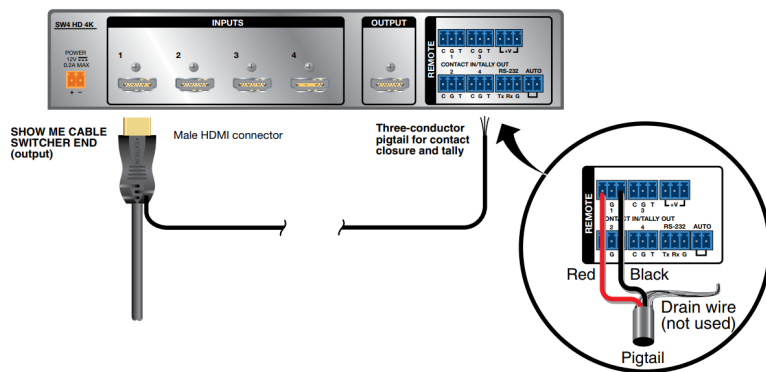 SW4 HD 4K
INPUTS
OUTPUT
POWER
12V
0.2A MAX
+ −
1
2
3
4
REMOTE
C G T C G T +V
1 3
CONTACT IN/TALLY OUT
2 4 RS-232 AUTO
C G T C G T Tx Rx G
SHOW ME CABLE
SWITCHER END
(output)
Male HDMI connector
Three-conductor
pigtail for contact
closure and tally
REMOTE
G C G T +V
1 3
ONTACT IN/TALLY OUT
2 4 RS-232 AUTO
G C G T Tx Rx G
Red
Black
Drain wire
(not used)
Pigtail